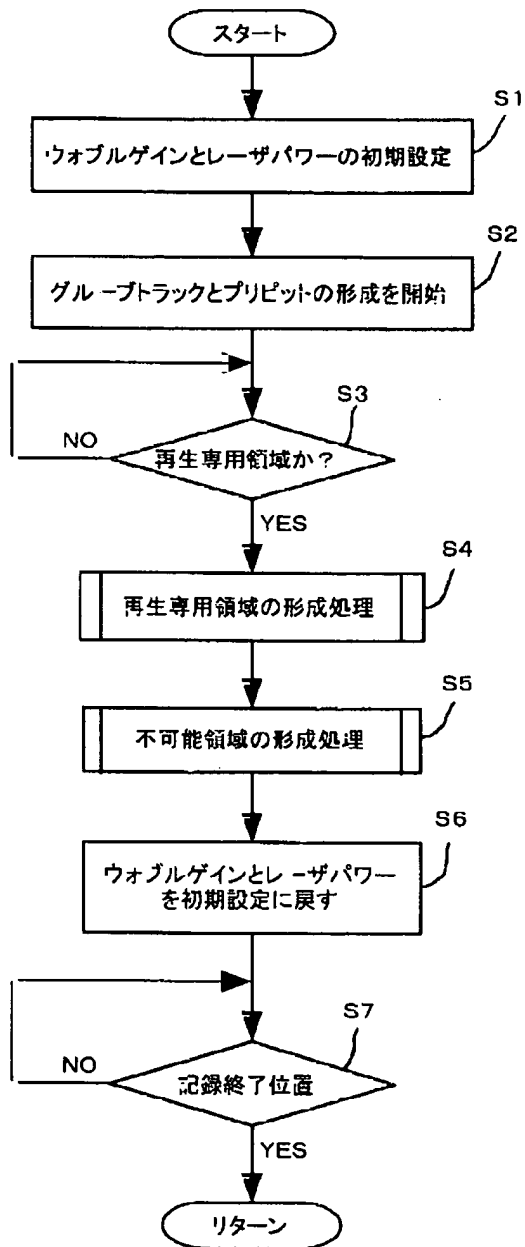 スタート
S1
ウォブルゲインとレーザパワーの初期設定
S2
グルーブトラックとプリピットの形成を開始
S3
NO
再生専用領域か？
YES
S4
再生専用領域の形成処理
S5
不可能領域の形成処理
S6
ウォブルゲインとレーザパワー
を初期設定に戻す
S7
NO
記録終了位置
YES
リターン